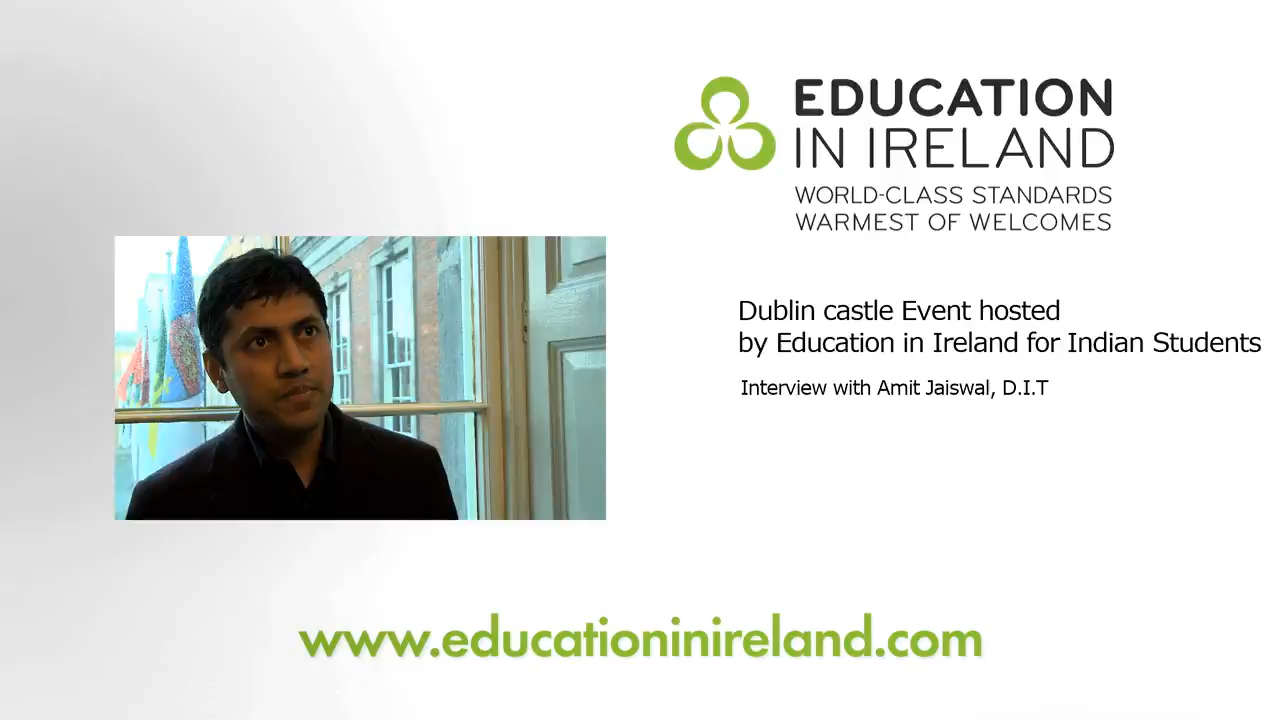 EDUCATION
IN IRELAND
WORLD-CLASS STANDARDS
WARMEST OF WELCOMES
Dublin castle Event hosted
by Education in Ireland for Indian Students
Interview with Amit Jaiswal, D.I.T
www.educationinireland.com